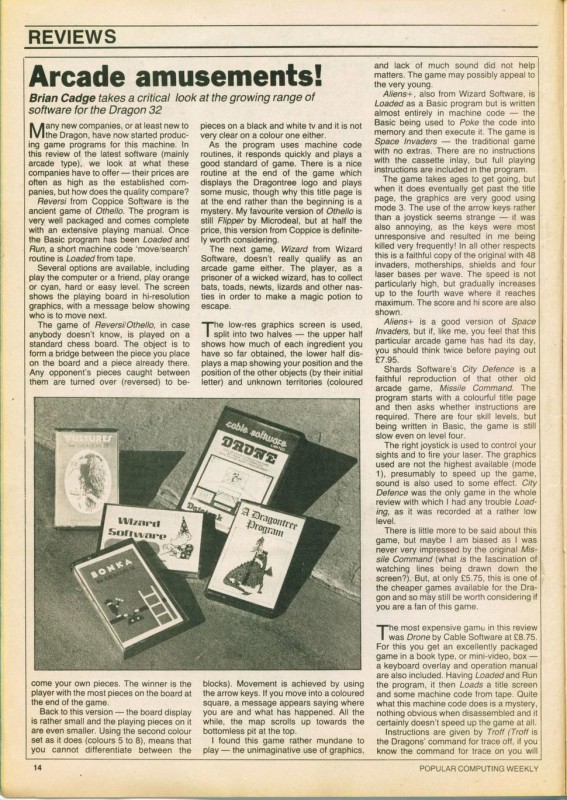 REVIEWS
Arcade amusements!
Brian Cadge takes a critical look at the growing range of
software for the Dragon 32
Many new companies, or at least new to
the Dragon, have now started produc-
ing game programs for this machine. In
this review of the latest software (mainly
arcade type), we look at what these
companies have to offer — their prices are
often as high as the established com-
panies, but how does the quality compare?
Reversi from Coppice Software is the
ancient game of Othello. The program is
very well packaged and comes complete
with an extensive playing manual. Once
the Basic program has been Loaded and
Run, a short machine code 'move/search'
routine is Loaded from tape.
Several options are available, including
play the computer or a friend, play orange
or cyan, hard or easy level. The screen
shows the playing board in hi-resolution
graphics, with a message below showing
who is to move next.
The game of Reversi/Othello, in case
anybody doesn't know, is played on a
standard chess board. The object is to
form a bridge between the piece you place
on the board and a piece already there.
Any opponent's pieces caught between
them are turned over (reversed) to be-
come your own pieces. The winner is the
player with the most pieces on the board at
the end of the game.
Back to this version — the board display
is rather small and the playing pieces on it
are even smaller. Using the second colour
set as it does (colours 5 to 8), means that
you cannot differentiate between the
pieces on a black and white tv and it is not
very clear on a colour one either.
As the program uses machine code
routines, it responds quickly and plays a
good standard of game. There is a nice
routine at the end of the game which
displays the Dragontree logo and plays
some music, though why this title page is
at the end rather than the beginning is a
mystery. My favourite version of Othello is
still Flipper by Microdeal, but at half the
price, this version from Coppice is definite-
ly worth considering.
The next game, Wizard from Wizard
Software, doesn't really qualify as an
arcade game either. The player, as a
prisoner of a wicked wizard, has to collect
bats, toads, newts, lizards and other nas-
ties in order to make a magic potion to
escape.
The low-res graphics screen is used,
split into two halves — the upper half
shows how much of each ingredient you
have so far obtained, the lower half dis-
plays a map showing your position and the
position of the other objects (by their initial
letter) and unknown territories (coloured
blocks). Movement is achieved by using
the arrow keys. If you move into a coloured
square, a message appears saying where
you are and what has happened. All the
while, the map scrolls up towards the
bottomless pit at the top.
I found this game rather mundane to
play — the unimaginative use of graphics,
and lack of much sound did not help
matters. The game may possibly appeal to
the very young.
Aliens+, also from Wizard Software, is
Loaded as a Basic program but is written
almost entirely in machine code — the
Basic being used to Poke the code into
memory and then execute it. The game is
Space Invaders — the traditional game
with no extras. There are no instructions
with the cassette inlay, but full playing
instructions are included in the program.
The game takes ages to get going, but
when it does eventually get past the title
page, the graphics are very good using
mode 3. The use of the arrow keys rather
than a joystick seems strange — it was
also annoying, as the keys were most
unresponsive and resulted in me being
killed very frequently! In all other respects
this is a faithful copy of the original with 48
invaders, motherships, shields and four
laser bases per wave. The speed is not
particularly high, but gradually increases
up to the fourth wave where it reaches
maximum. The score and hi score are also
shown.
Aliens+ is a good version of Space
Invaders, but if, like me, you feel that this
particular arcade game has had its day,
you should think twice before paying out
£7.95.
Shards Software's City Defence is a
faithful reproduction of that other old
arcade game, Missile Command. The
program starts with a colourful title page
and then asks whether instructions are
required. There are four skill levels, but
being written in Basic, the game is still
slow even on level four.
The right joystick is used to control your
sights and to fire your laser. The graphics
used are not the highest available (mode
1), presumably to speed up the game,
sound is also used to some effect. City
Defence was the only game in the whole
review with which I had any trouble Load-
ing, as it was recorded at a rather low
level.
There is little more to be said about this
game, but maybe I am biased as I was
never very impressed by the original Mis-
sile Command (what is the fascination of
watching lines being drawn down the
screen?). But, at only £5.75, this is one of
the cheaper games available for the Dra-
gon and so may still be worth considering if
you are a fan of this game.
The most expensive game in this review
was Drone by Cable Software at £8.75.
For this you get an excellently packaged
game in a book type, or mini-video, box —
a keyboard overlay and operation manual
are also included. Having Loaded and Run
the program, it then Loads a title screen
and some machine code from tape. Quite
what this machine code does is a mystery,
nothing obvious when disassembled and it
certainly doesn't speed up the game at all.
Instructions are given by Troff (Troff is
the Dragons' command for trace off, if you
know the command for trace on you will
VULTURES
cable software
DRONE
Wizard
Software
A Dragontree
Program
BONKA
14
POPULAR COMPUTING WEEKLY